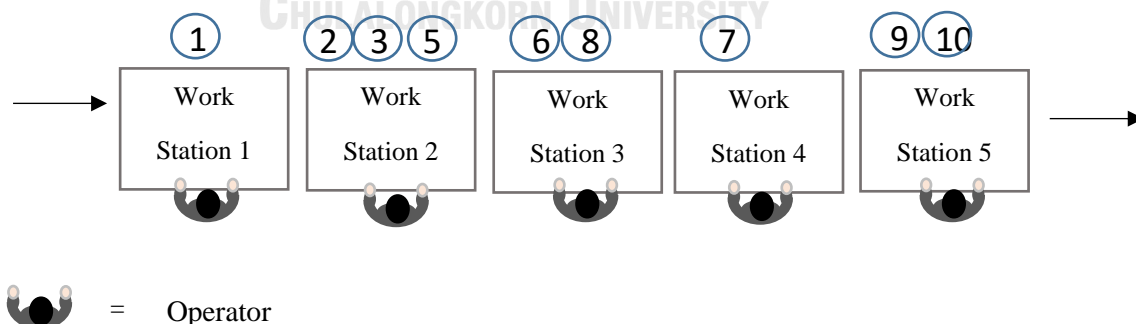 CHULALONGKORN UNIVERSITY
1 2 3 5 6 8 7 9 10
Work Work Work Work Work
Station 1 Station 2 Station 3 Station 4 Station 5
= Operator